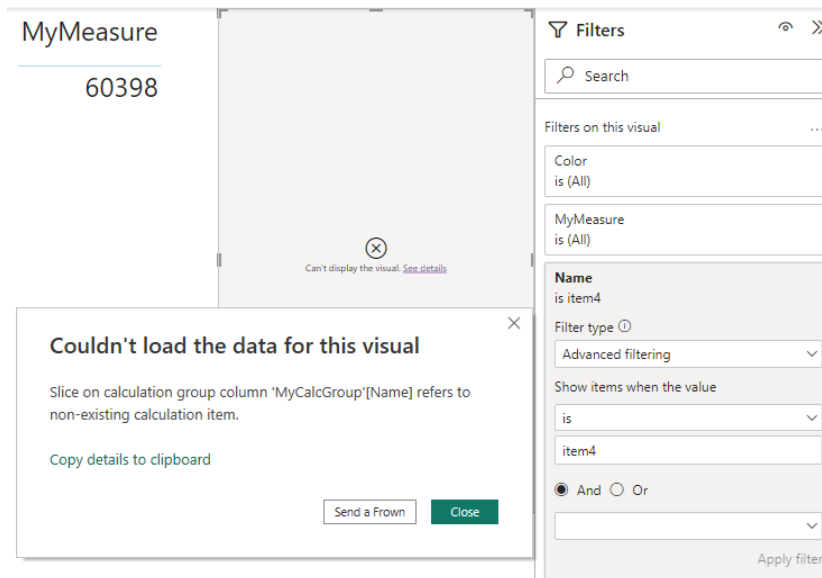 MyMeasure
60398
Can't display the visual. See details
Couldn't load the data for this visual
Slice on calculation group column 'MyCalcGroup'[Name] refers to
non-existing calculation item.
Copy details to clipboard
Send a Frown
Close
Filters
Search
Filters on this visual
...
Color
is (All)
MyMeasure
is (All)
Name
is item4
Filter type
Advanced filtering
Show items when the value
is
item4
And
Or
Apply filter